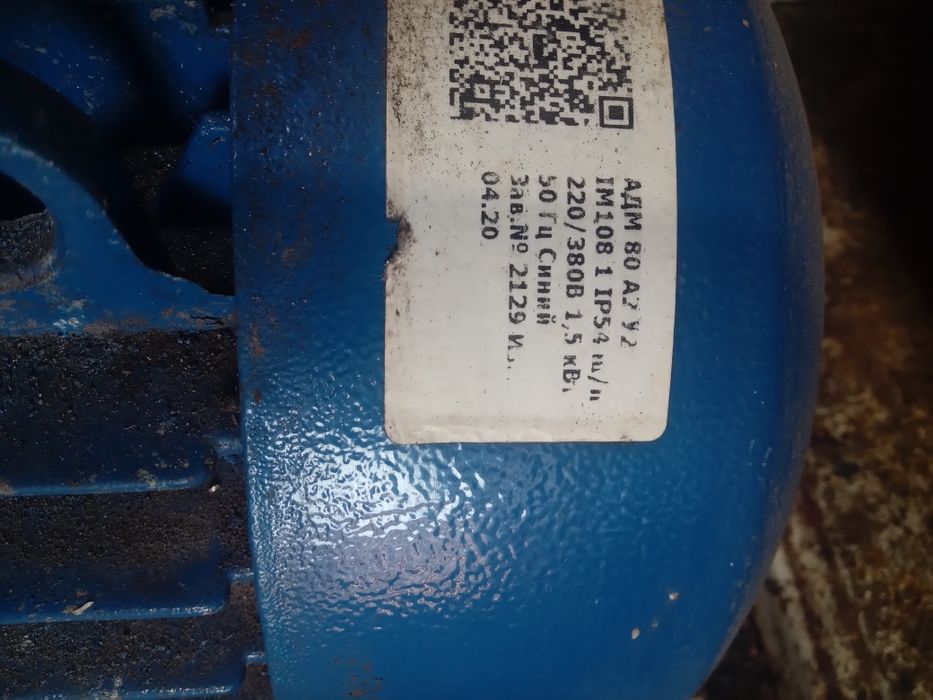 АДМ 80 А2 У2
IM108 1 IP54 ш/п
220/380В 1,5 кВт
50 Гц Синий
Зав.№ 2129
04.20